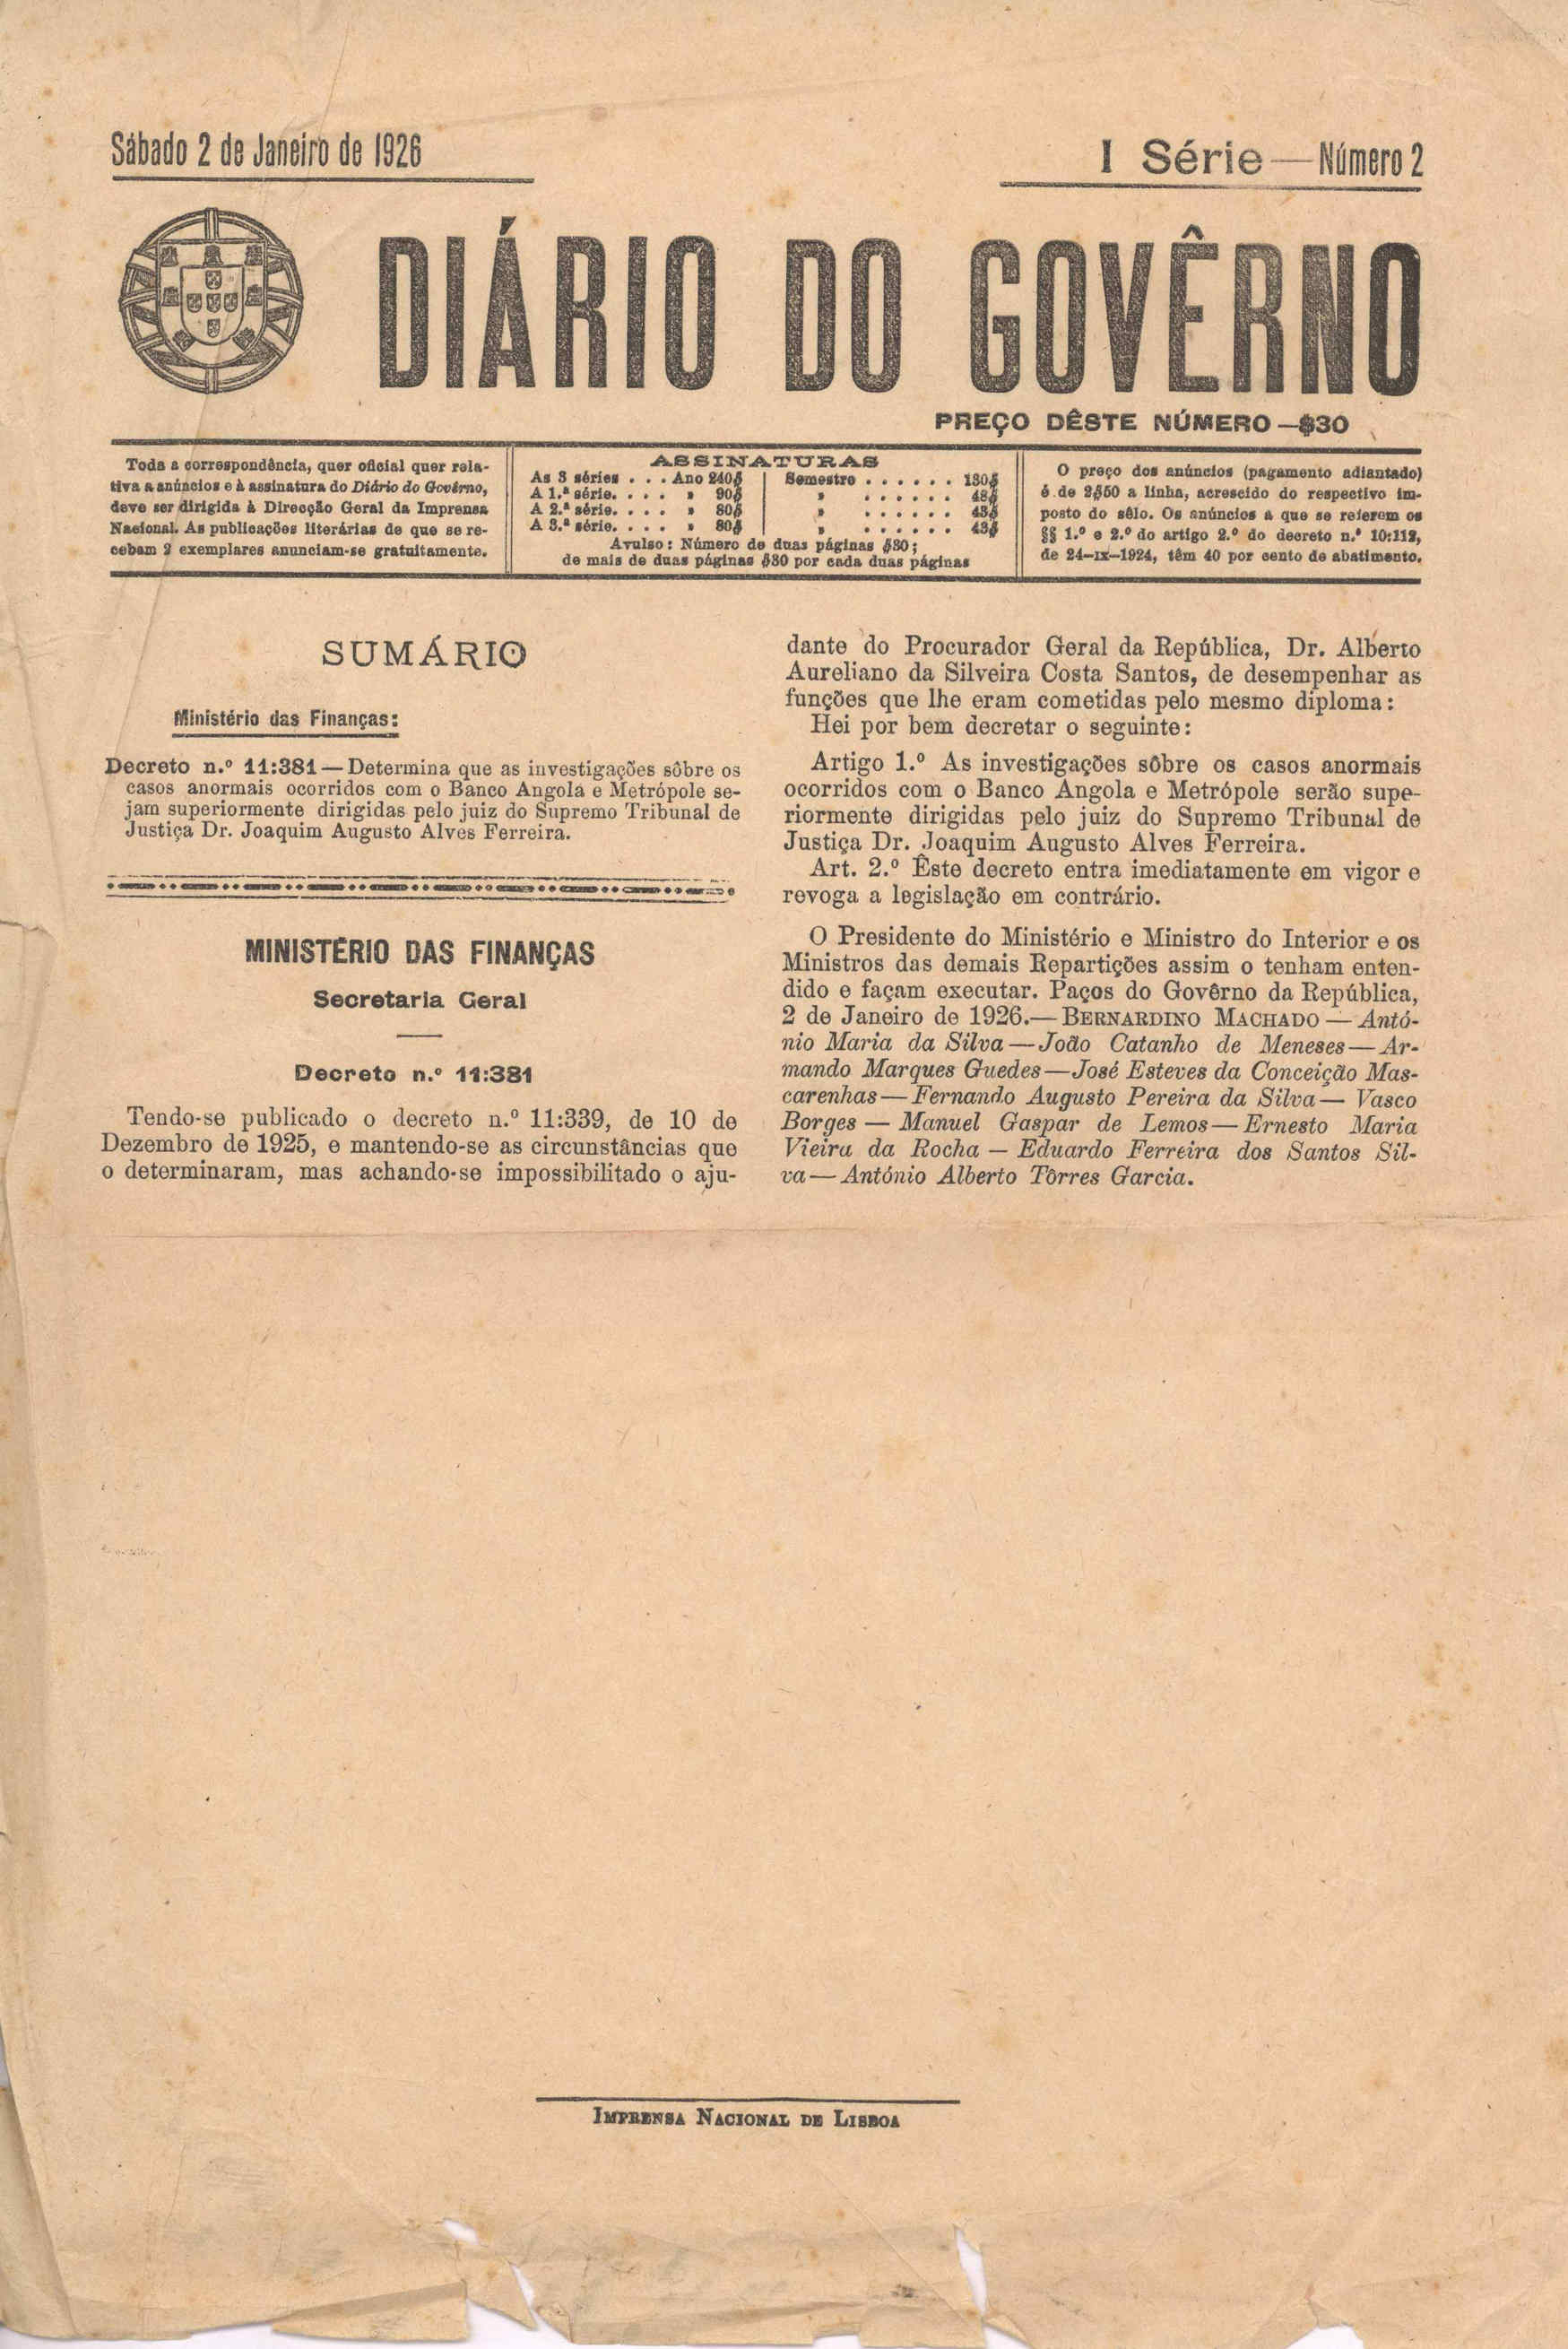 Sábado 2 de Janeiro de 1926
I Série—Número 2
DIÁRIO DO GOVÊRNO
PREÇO DÊSTE NÚMERO—$30
Toda a correspondência, quer oficial quer rela-
tiva a anúncios e à assinatura do Diário do Govêrno,
deve ser dirigida à Direcção Geral da Imprensa
Nacional. As publicações literárias de que se re-
cebam 2 exemplares anunciam-se gratuitamente.
ASSINATURAS
As 3 séries . . . Ano 240$ | Semestre . . . . . . 130$
A 1.ª série. . . . » 90$ | » . . . . . . 48$
A 2.ª série. . . . » 80$ | » . . . . . . 43$
A 3.ª série. . . . » 80$ | » . . . . . . 43$
Avulso: Número de duas páginas $30;
de mais de duas páginas $30 por cada duas páginas
O preço dos anúncios (pagamento adiantado)
é de 2$50 a linha, acrescido do respectivo im-
posto do sêlo. Os anúncios a que se referem os
§§ 1.º e 2.º do artigo 2.º do decreto n.º 10:112,
de 24-IX-1924, têm 40 por cento de abatimento.
SUMÁRIO
Ministério das Finanças:
Decreto n.º 11:381—Determina que as investigações sôbre os
casos anormais ocorridos com o Banco Angola e Metrópole se-
jam superiormente dirigidas pelo juiz do Supremo Tribunal de
Justiça Dr. Joaquim Augusto Alves Ferreira.
MINISTÉRIO DAS FINANÇAS
Secretaria Geral
Decreto n.º 11:381
Tendo-se publicado o decreto n.º 11:339, de 10 de
Dezembro de 1925, e mantendo-se as circunstâncias que
o determinaram, mas achando-se impossibilitado o aju-
dante do Procurador Geral da República, Dr. Alberto
Aureliano da Silveira Costa Santos, de desempenhar as
funções que lhe eram cometidas pelo mesmo diploma:
Hei por bem decretar o seguinte:
Artigo 1.º As investigações sôbre os casos anormais
ocorridos com o Banco Angola e Metrópole serão supe-
riormente dirigidas pelo juiz do Supremo Tribunal de
Justiça Dr. Joaquim Augusto Alves Ferreira.
Art. 2.º Êste decreto entra imediatamente em vigor e
revoga a legislação em contrário.
O Presidente do Ministério e Ministro do Interior e os
Ministros das demais Repartições assim o tenham enten-
dido e façam executar. Paços do Govêrno da República,
2 de Janeiro de 1926.—BERNARDINO MACHADO—Antó-
nio Maria da Silva—João Catanho de Meneses—Ar-
mando Marques Guedes—José Esteves da Conceição Mas-
carenhas—Fernando Augusto Pereira da Silva—Vasco
Borges—Manuel Gaspar de Lemos—Ernesto Maria
Vieira da Rocha—Eduardo Ferreira dos Santos Sil-
va—António Alberto Tôrres Garcia.
IMPRENSA NACIONAL DE LISBOA